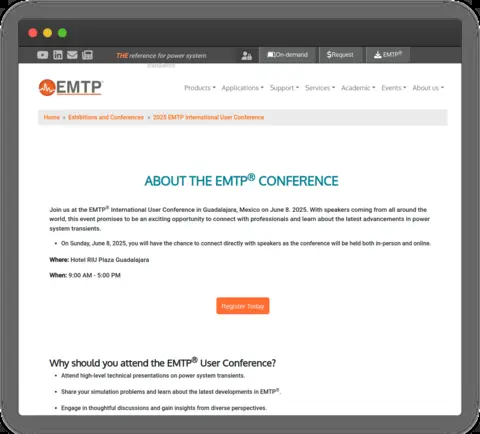 THE reference for power system
simulation
On-demand
$Request
EMTP®
EMTP®
Products Applications Support Services Academic Events About us
Home » Exhibitions and Conferences » 2025 EMTP International User Conference
ABOUT THE EMTP® CONFERENCE
Join us at the EMTP® International User Conference in Guadalajara, Mexico on June 8. 2025. With speakers coming from all around the
world, this event promises to be an exciting opportunity to connect with professionals and learn about the latest advancements in power
system transients.
• On Sunday, June 8, 2025, you will have the chance to connect directly with speakers as the conference will be held both in-person and online.
Where: Hotel RIU Plaza Guadalajara
When: 9:00 AM - 5:00 PM
Register Today
Why should you attend the EMTP® User Conference?
• Attend high-level technical presentations on power system transients.
• Share your simulation problems and learn about the latest developments in EMTP®.
• Engage in thoughtful discussions and gain insights from diverse perspectives.